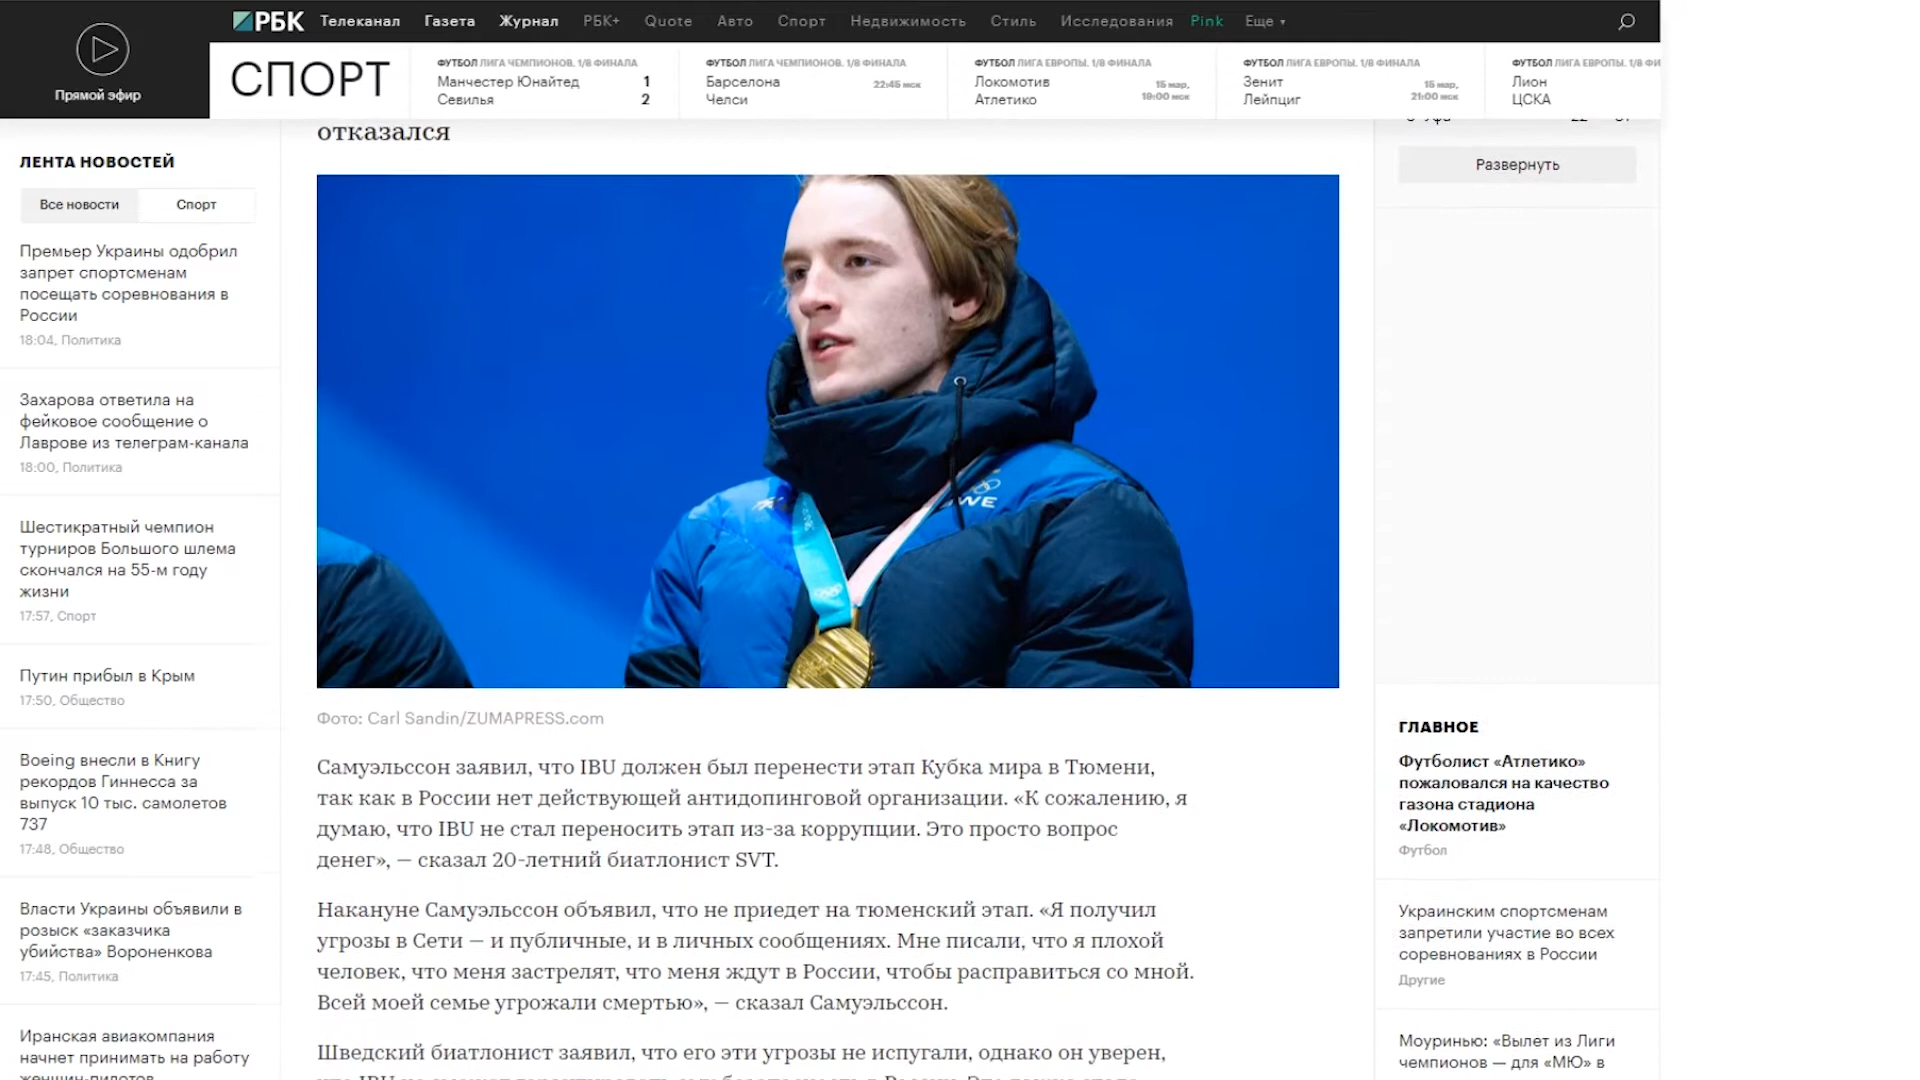 РБК Телеканал Газета Журнал РБК+ Quote Авто Спорт Недвижимость Стиль Исследования Pink Еще
Прямой эфир
СПОРТ
ФУТБОЛ ЛИГА ЧЕМПИОНОВ. 1/8 ФИНАЛА
Манчестер Юнайтед 1
Севилья 2
ФУТБОЛ ЛИГА ЧЕМПИОНОВ. 1/8 ФИНАЛА
Барселона
Челси
22:45 мск
ФУТБОЛ ЛИГА ЕВРОПЫ. 1/8 ФИНАЛА
Локомотив
Атлетико
15 мар,
19:00 мск
ФУТБОЛ ЛИГА ЕВРОПЫ. 1/8 ФИНАЛА
Зенит
Лейпциг
15 мар,
21:00 мск
ФУТБОЛ ЛИГА ЕВРОПЫ. 1/8 ФИ
Лион
ЦСКА
ЛЕНТА НОВОСТЕЙ
Все новости Спорт
Премьер Украины одобрил
запрет спортсменам
посещать соревнования в
России
18:04, Политика
Захарова ответила на
фейковое сообщение о
Лаврове из телеграм-канала
18:00, Политика
Шестикратный чемпион
турниров Большого шлема
скончался на 55-м году
жизни
17:57, Спорт
Путин прибыл в Крым
17:50, Общество
Boeing внесли в Книгу
рекордов Гиннесса за
выпуск 10 тыс. самолетов
737
17:48, Общество
Власти Украины объявили в
розыск «заказчика
убийства» Вороненкова
17:45, Политика
Иранская авиакомпания
начнет принимать на работу
женщин-пилотов
отказался
WE
Фото: Carl Sandin/ZUMAPRESS.com
Самуэльссон заявил, что IBU должен был перенести этап Кубка мира в Тюмени,
так как в России нет действующей антидопинговой организации. «К сожалению, я
думаю, что IBU не стал переносить этап из-за коррупции. Это просто вопрос
денег», — сказал 20-летний биатлонист SVT.
Накануне Самуэльссон объявил, что не приедет на тюменский этап. «Я получил
угрозы в Сети — и публичные, и в личных сообщениях. Мне писали, что я плохой
человек, что меня застрелят, что меня ждут в России, чтобы расправиться со мной.
Всей моей семье угрожали смертью», — сказал Самуэльссон.
Шведский биатлонист заявил, что его эти угрозы не испугали, однако он уверен,
Развернуть
ГЛАВНОЕ
Футболист «Атлетико»
пожаловался на качество
газона стадиона
«Локомотив»
Футбол
Украинским спортсменам
запретили участие во всех
соревнованиях в России
Другие
Моуринью: «Вылет из Лиги
чемпионов — для «МЮ» в